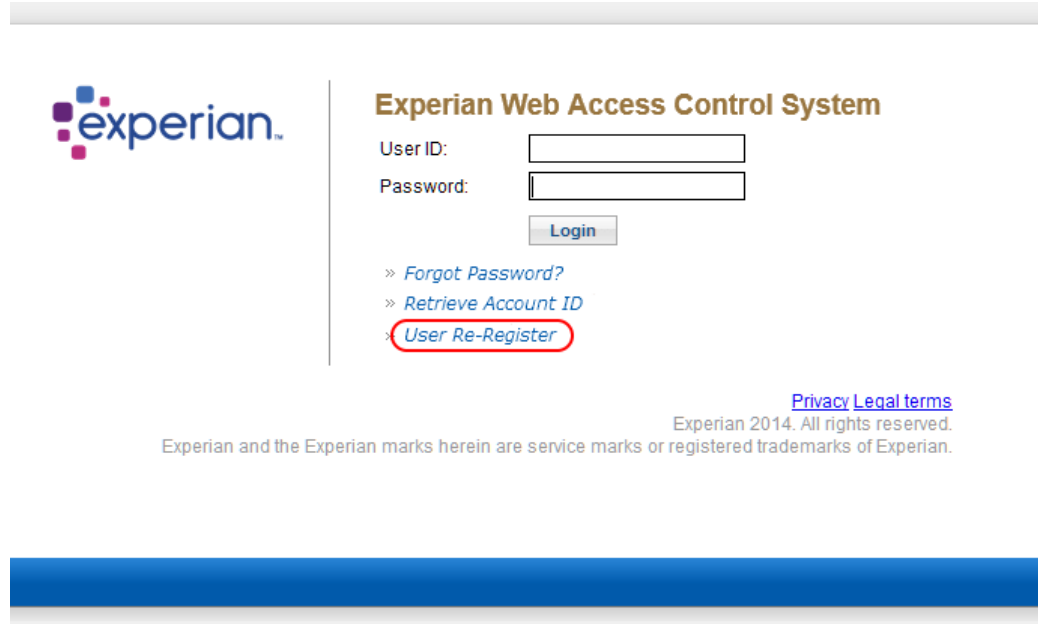 experian™
Experian Web Access Control System
User ID:
Password:
Login
» Forgot Password?
» Retrieve Account ID
» User Re-Register
Privacy Legal terms
Experian 2014. All rights reserved.
Experian and the Experian marks herein are service marks or registered trademarks of Experian.